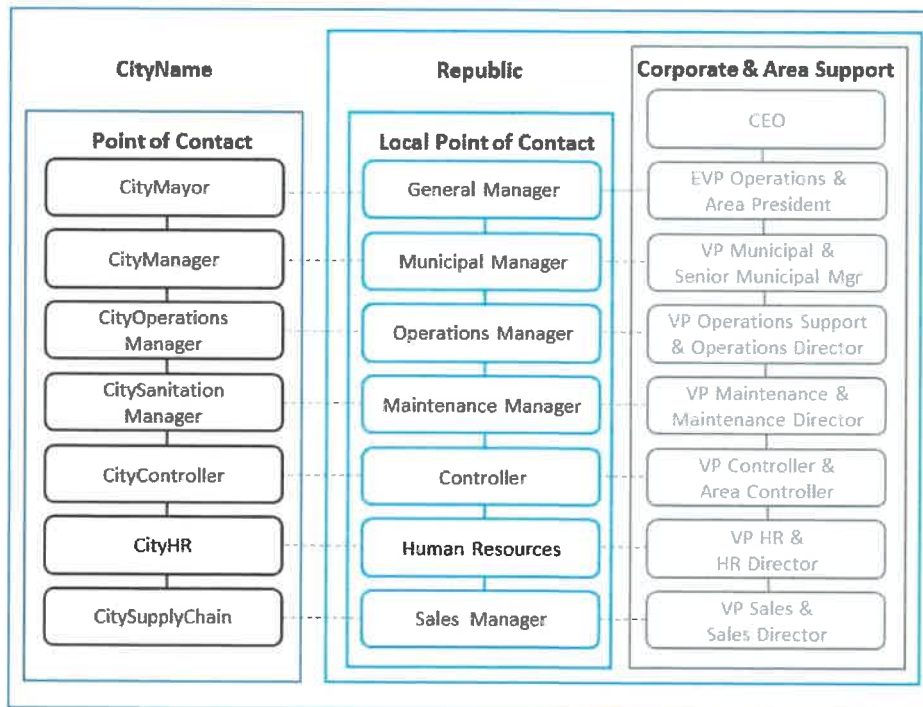 CityName
Point of Contact
CityMayor
CityManager
CityOperations
Manager
CitySanitation
Manager
CityController
CityHR
CitySupplyChain
Republic
Local Point of Contact
General Manager
Municipal Manager
Operations Manager
Maintenance Manager
Controller
Human Resources
Sales Manager
Corporate & Area Support
CEO
EVP Operations &
Area President
VP Municipal &
Senior Municipal Mgr
VP Operations Support
& Operations Director
VP Maintenance &
Maintenance Director
VP Controller &
Area Controller
VP HR &
HR Director
VP Sales &
Sales Director